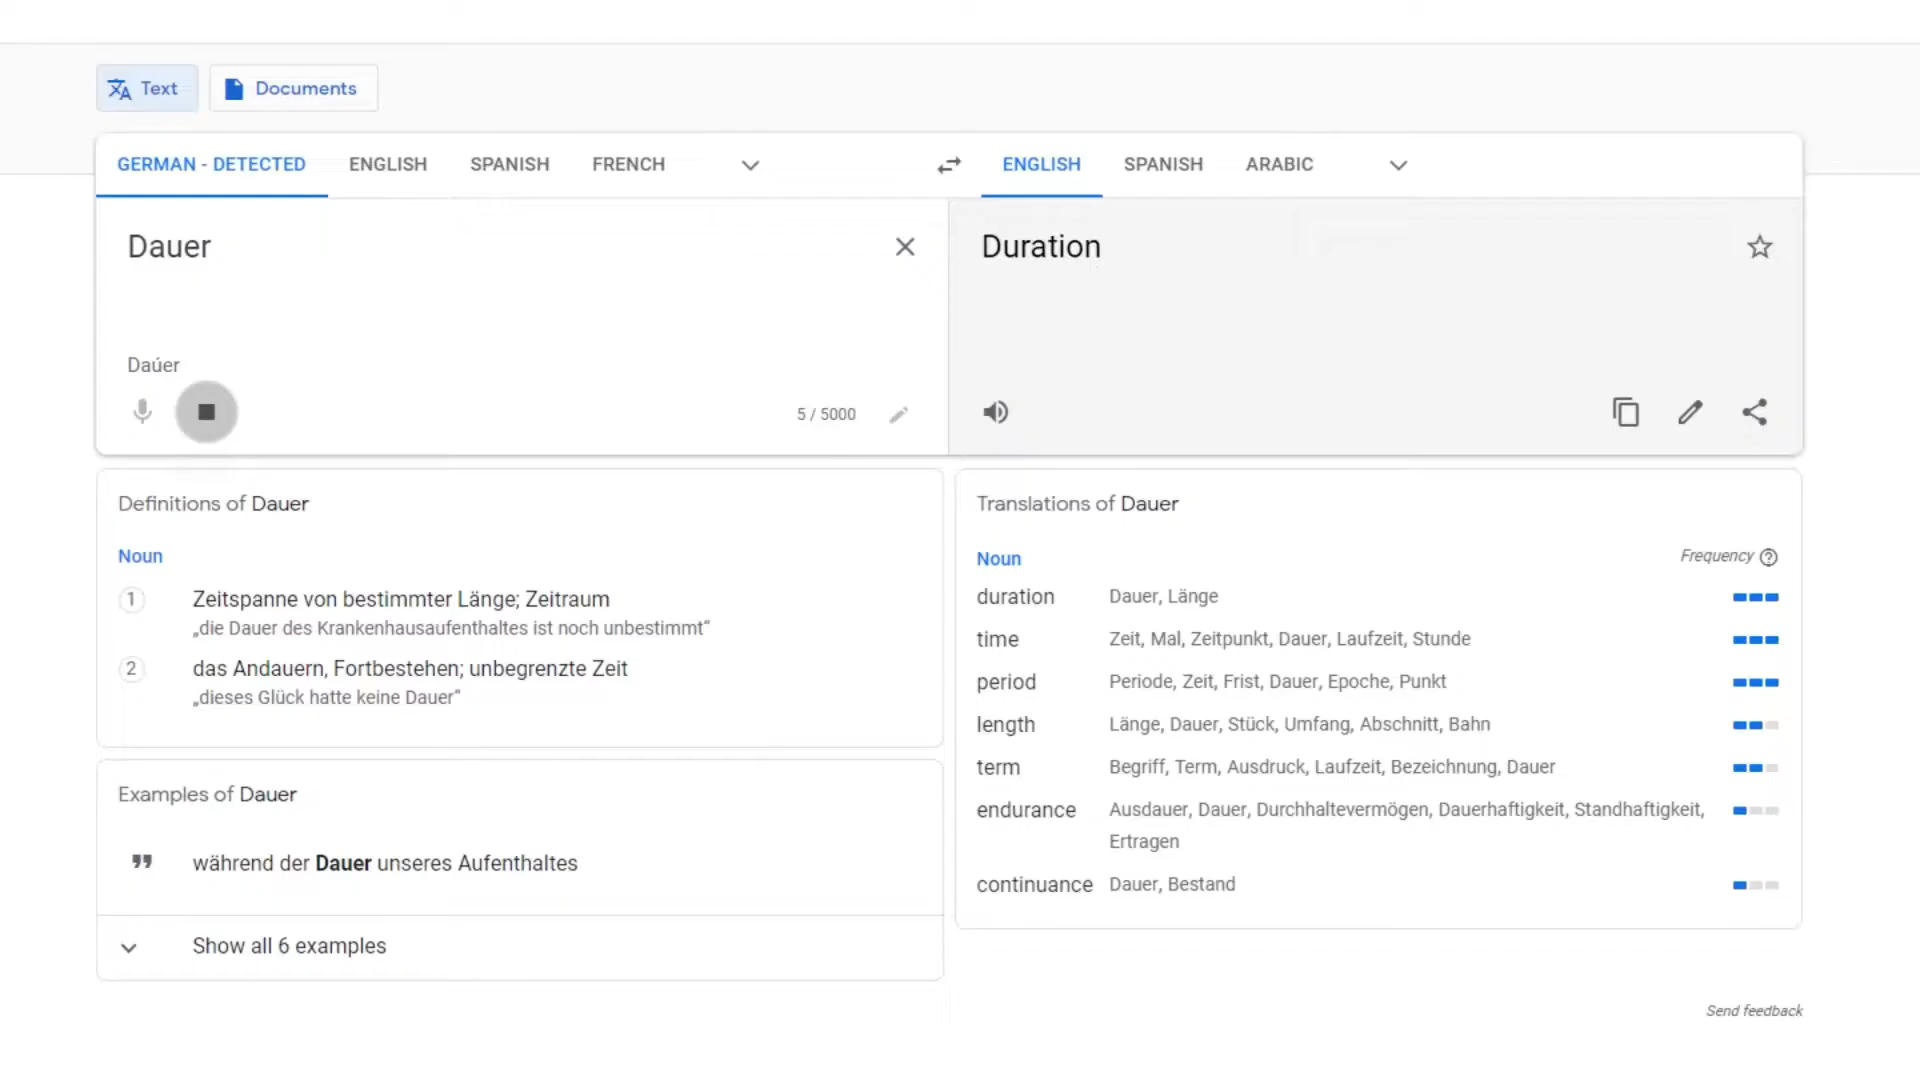 Text
Documents
GERMAN - DETECTED
ENGLISH
SPANISH
FRENCH
ENGLISH
SPANISH
ARABIC
Dauer
Duration
Daúer
5 / 5000
Definitions of Dauer
Noun
1
Zeitspanne von bestimmter Länge; Zeitraum
„die Dauer des Krankenhausaufenthaltes ist noch unbestimmt“
2
das Andauern, Fortbestehen; unbegrenzte Zeit
„dieses Glück hatte keine Dauer“
Examples of Dauer
während der Dauer unseres Aufenthaltes
Show all 6 examples
Translations of Dauer
Noun
Frequency
duration Dauer, Länge
time Zeit, Mal, Zeitpunkt, Dauer, Laufzeit, Stunde
period Periode, Zeit, Frist, Dauer, Epoche, Punkt
length Länge, Dauer, Stück, Umfang, Abschnitt, Bahn
term Begriff, Term, Ausdruck, Laufzeit, Bezeichnung, Dauer
endurance Ausdauer, Dauer, Durchhaltevermögen, Dauerhaftigkeit, Standhaftigkeit,
Ertragen
continuance Dauer, Bestand
Send feedback